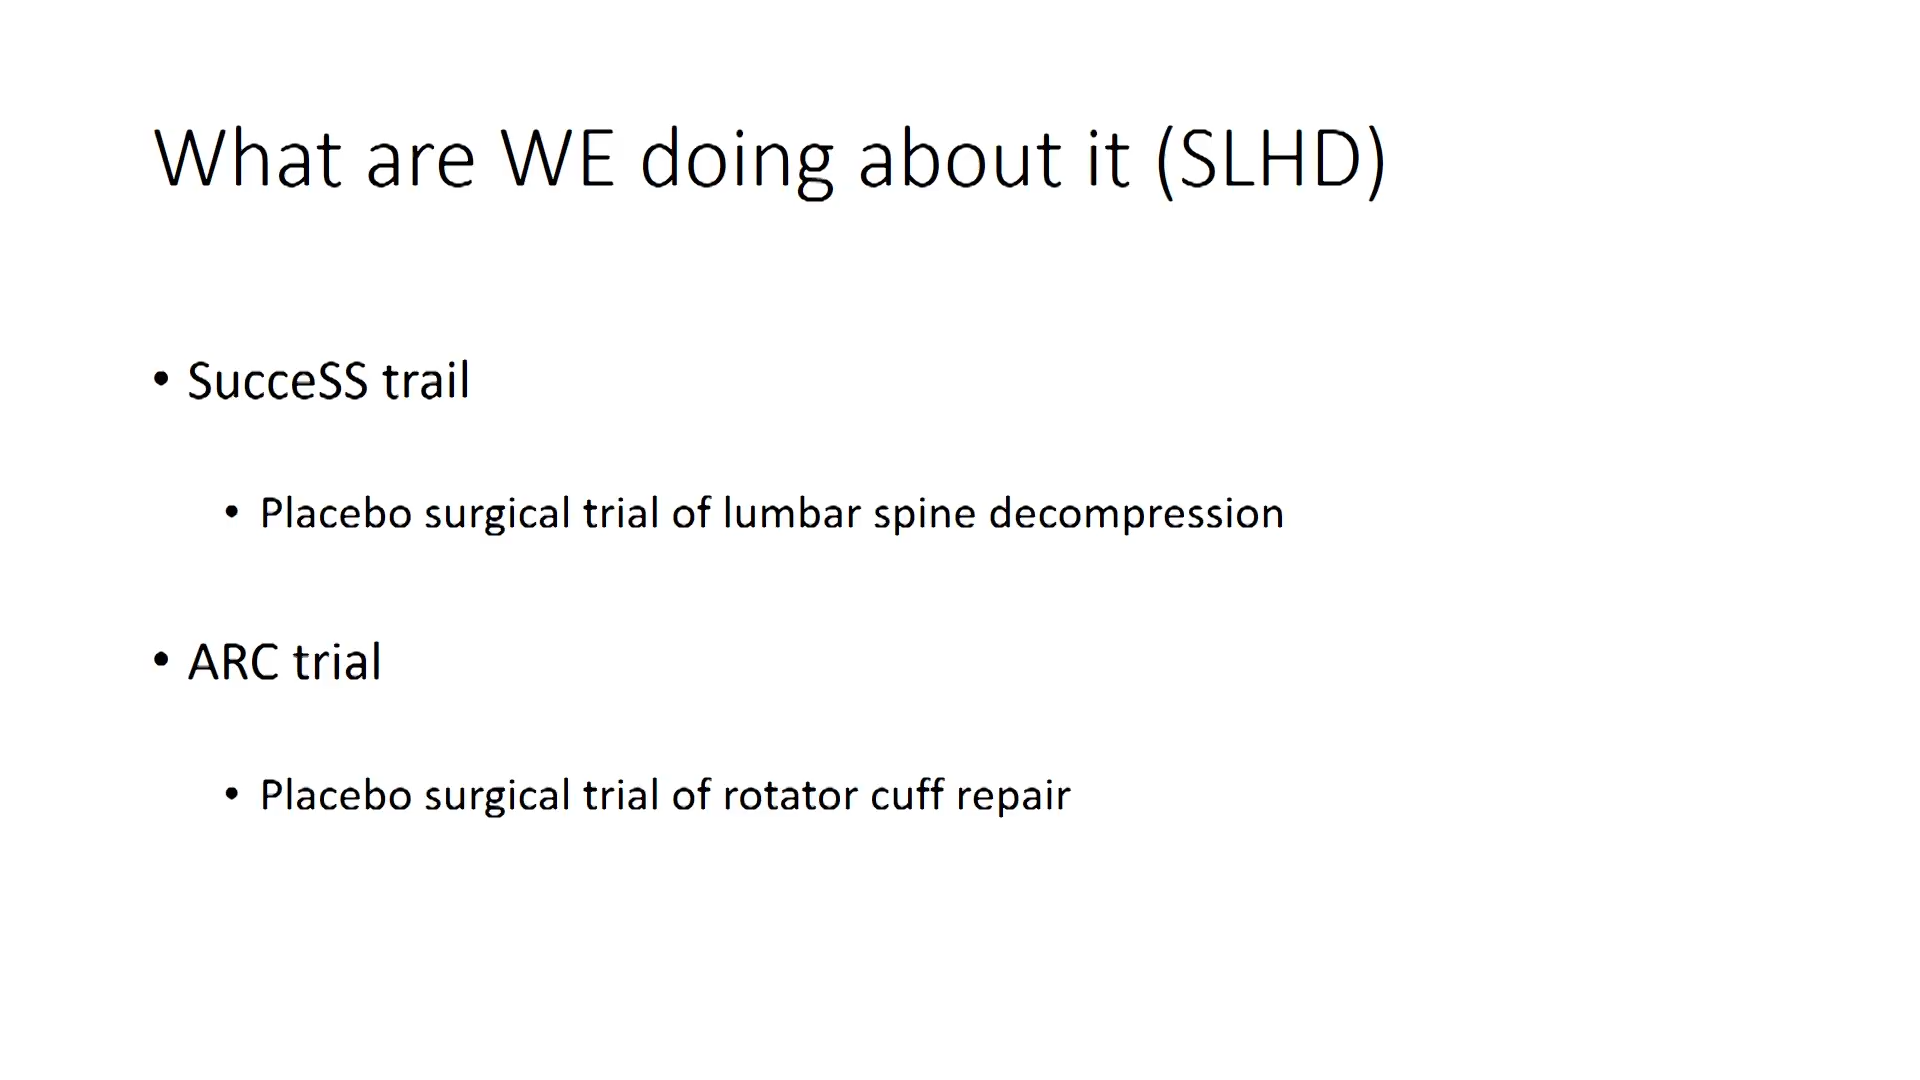 What are WE doing about it (SLHD)
• SucceSS trail
• Placebo surgical trial of lumbar spine decompression
• ARC trial
• Placebo surgical trial of rotator cuff repair